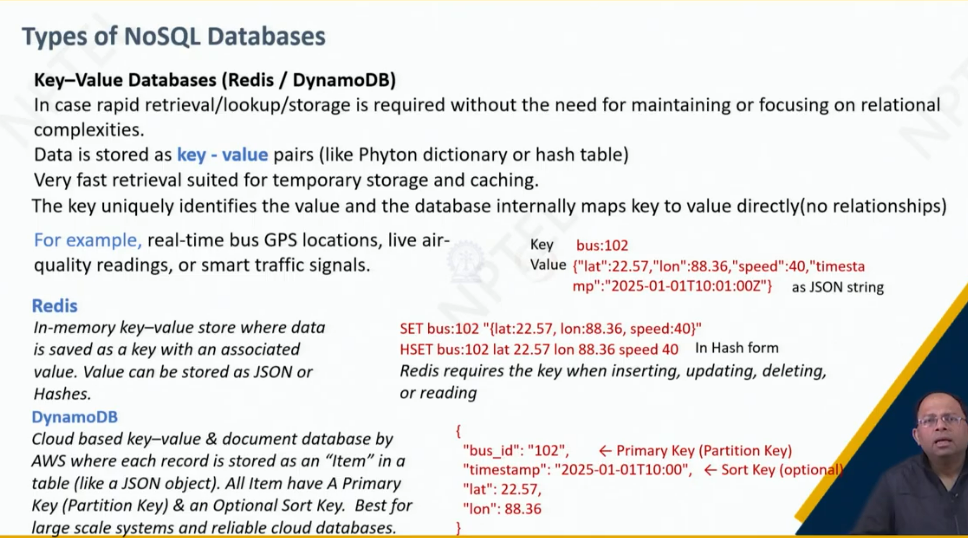 Types of NoSQL Databases
Key–Value Databases (Redis / DynamoDB)
In case rapid retrieval/lookup/storage is required without the need for maintaining or focusing on relational
complexities.
Data is stored as key - value pairs (like Phyton dictionary or hash table)
Very fast retrieval suited for temporary storage and caching.
The key uniquely identifies the value and the database internally maps key to value directly(no relationships)
For example, real-time bus GPS locations, live air-
quality readings, or smart traffic signals.
Key bus:102
Value {"lat":22.57,"lon":88.36,"speed":40,"timesta
mp":"2025-01-01T10:01:00Z"} as JSON string
Redis
In-memory key–value store where data
is saved as a key with an associated
value. Value can be stored as JSON or
Hashes.
SET bus:102 "{lat:22.57, lon:88.36, speed:40}"
HSET bus:102 lat 22.57 lon 88.36 speed 40 In Hash form
Redis requires the key when inserting, updating, deleting,
or reading
DynamoDB
Cloud based key–value & document database by
AWS where each record is stored as an “Item” in a
table (like a JSON object). All Item have A Primary
Key (Partition Key) & an Optional Sort Key. Best for
large scale systems and reliable cloud databases.
{
"bus_id": "102", ← Primary Key (Partition Key)
"timestamp": "2025-01-01T10:00", ← Sort Key (optional)
"lat": 22.57,
"lon": 88.36
}
NPTEL
NPTEL
NPTEL